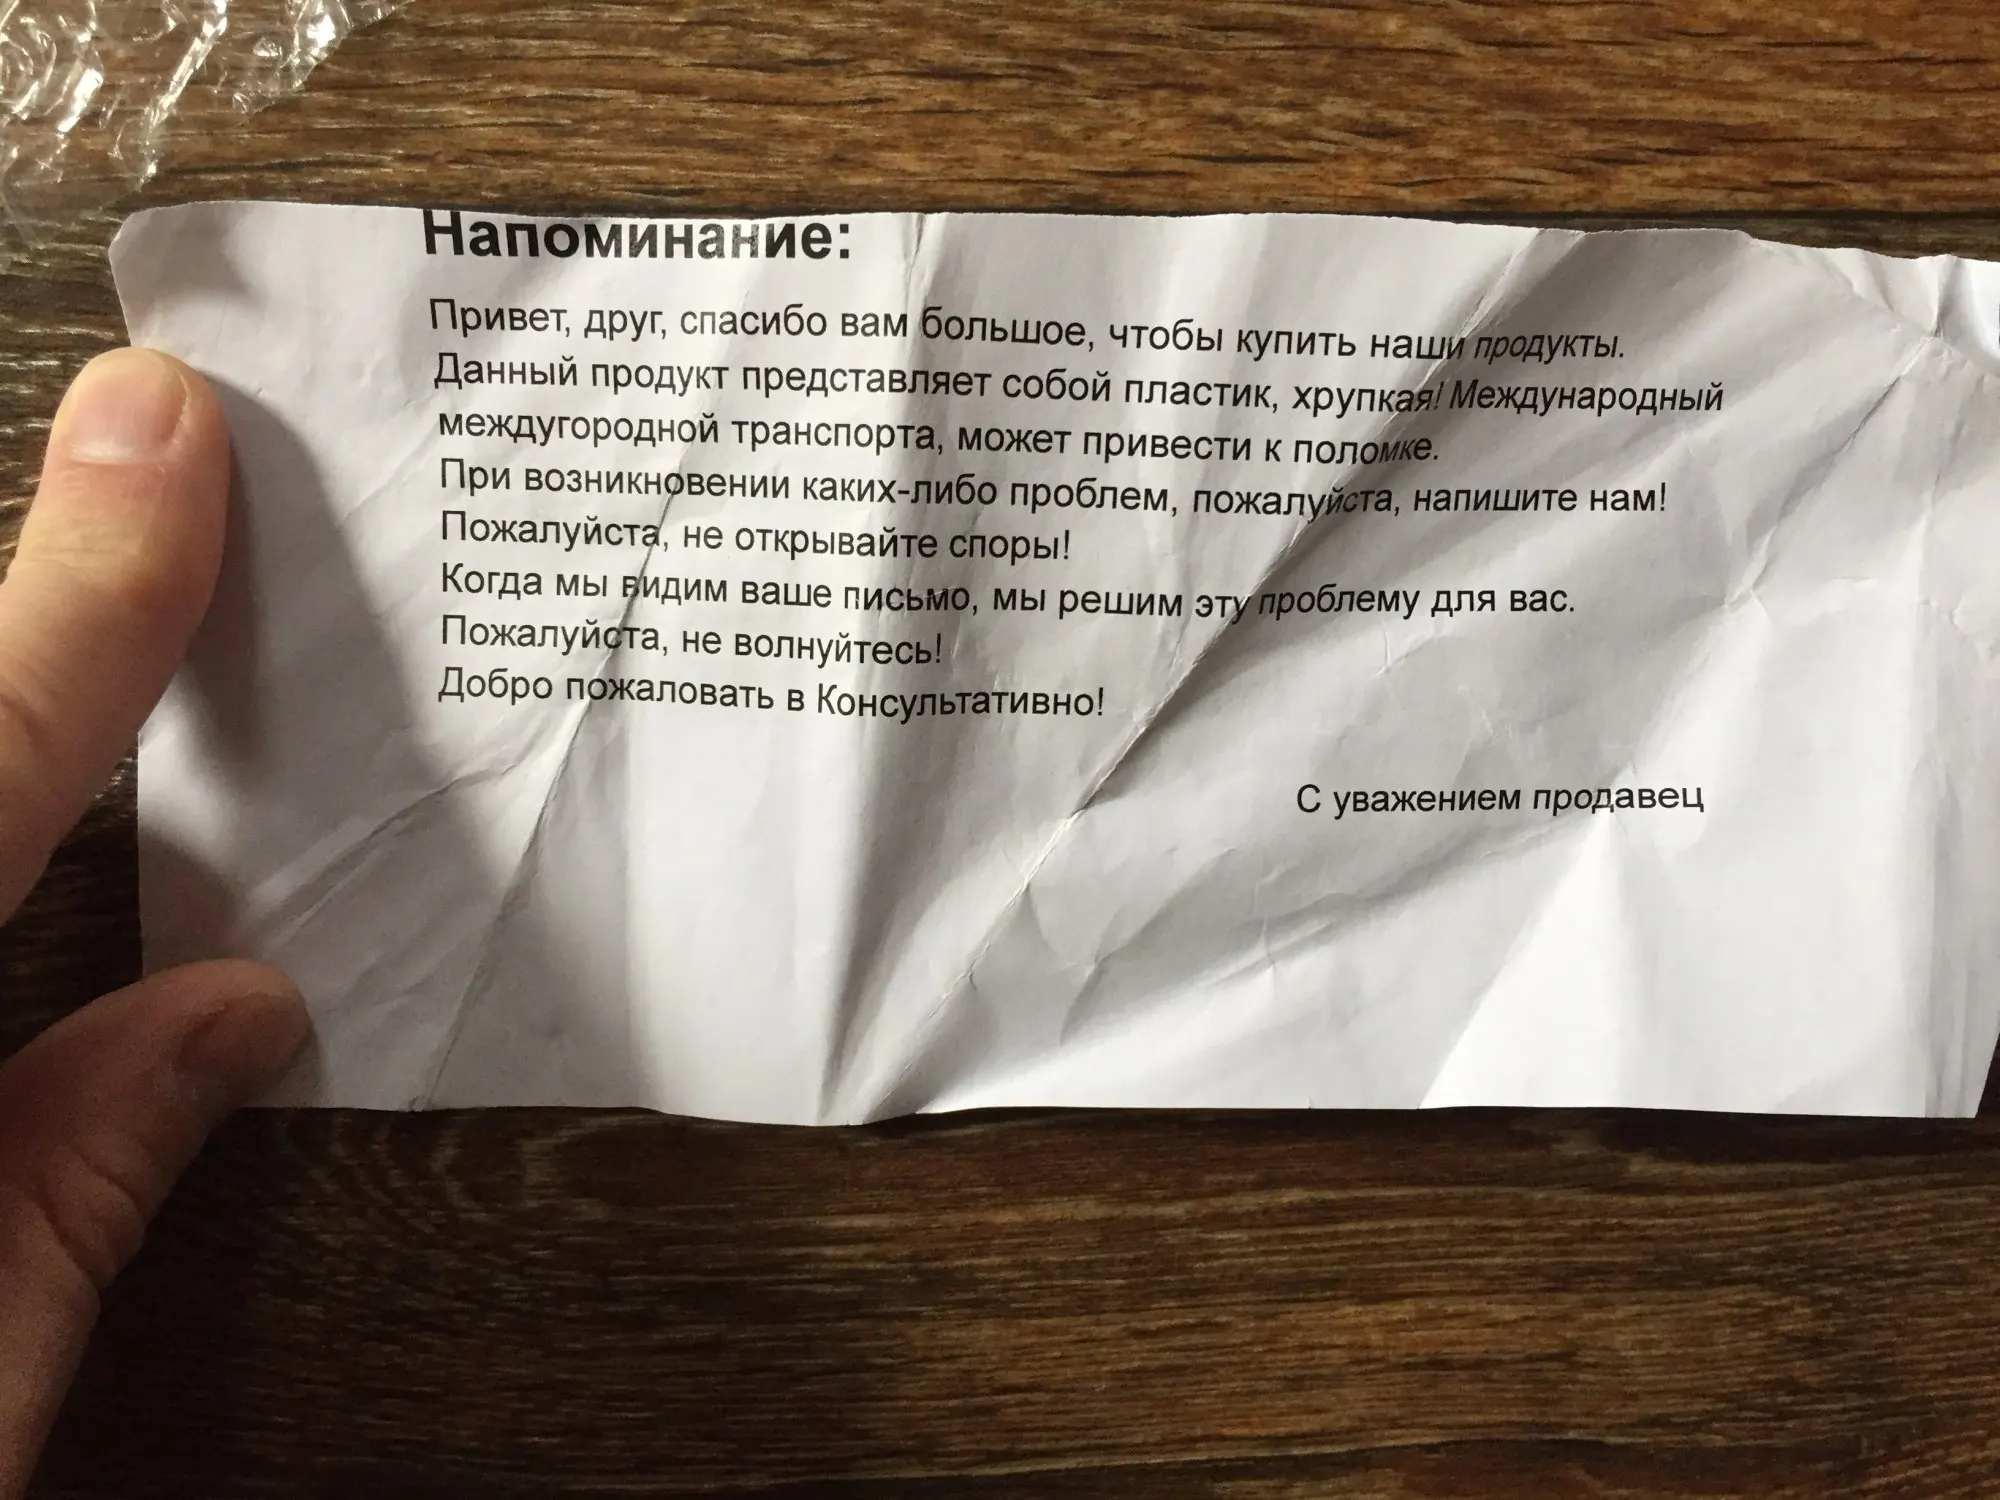 Напоминание:
Привет, друг, спасибо вам большое, чтобы купить наши продукты.
Данный продукт представляет собой пластик, хрупкая! Международный
междугородной транспорта, может привести к поломке.
При возникновении каких-либо проблем, пожалуйста, напишите нам!
Пожалуйста, не открывайте споры!
Когда мы видим ваше письмо, мы решим эту проблему для вас.
Пожалуйста, не волнуйтесь!
Добро пожаловать в Консультативно!
С уважением продавец